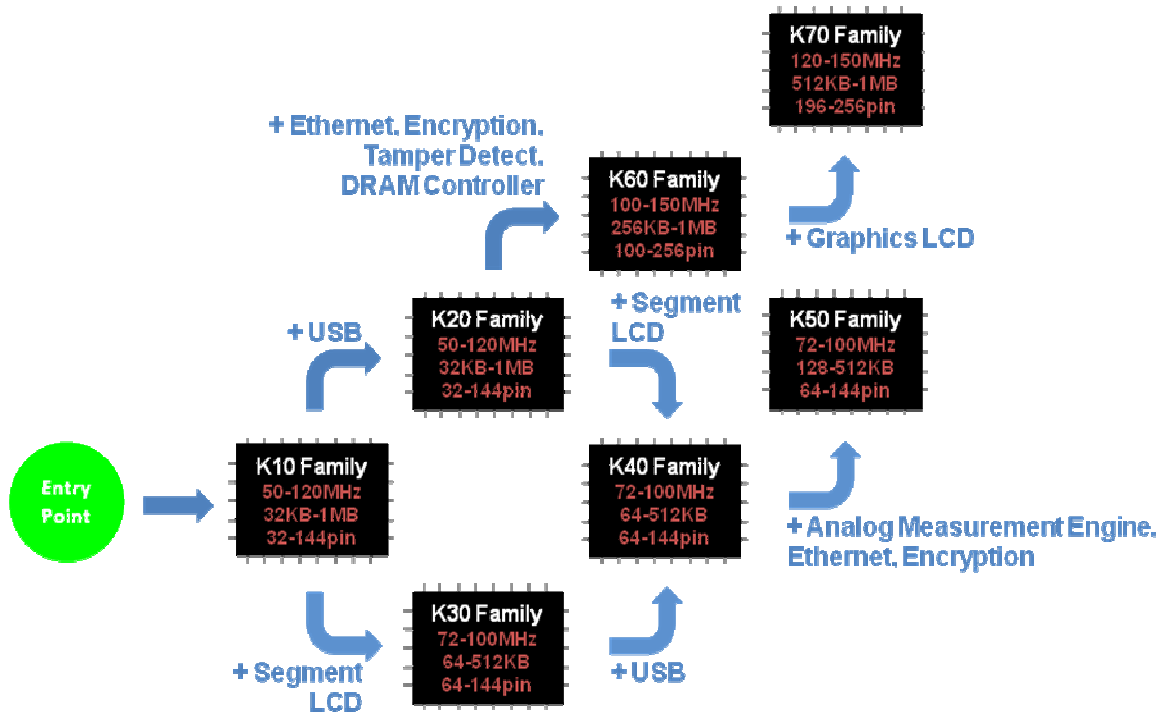 K70 Family
120-150MHz
512KB-1MB
196-256pin
+ Ethernet, Encryption,
Tamper Detect,
DRAM Controller
K60 Family
100-150MHz
256KB-1MB
100-256pin
+ Graphics LCD
+ USB
K20 Family
50-120MHz
32KB-1MB
32-144pin
+ Segment
LCD
K50 Family
72-100MHz
128-512KB
64-144pin
Entry
Point
K10 Family
50-120MHz
32KB-1MB
32-144pin
K40 Family
72-100MHz
64-512KB
64-144pin
+ Analog Measurement Engine,
Ethernet, Encryption
+ Segment
LCD
K30 Family
72-100MHz
64-512KB
64-144pin
+ USB